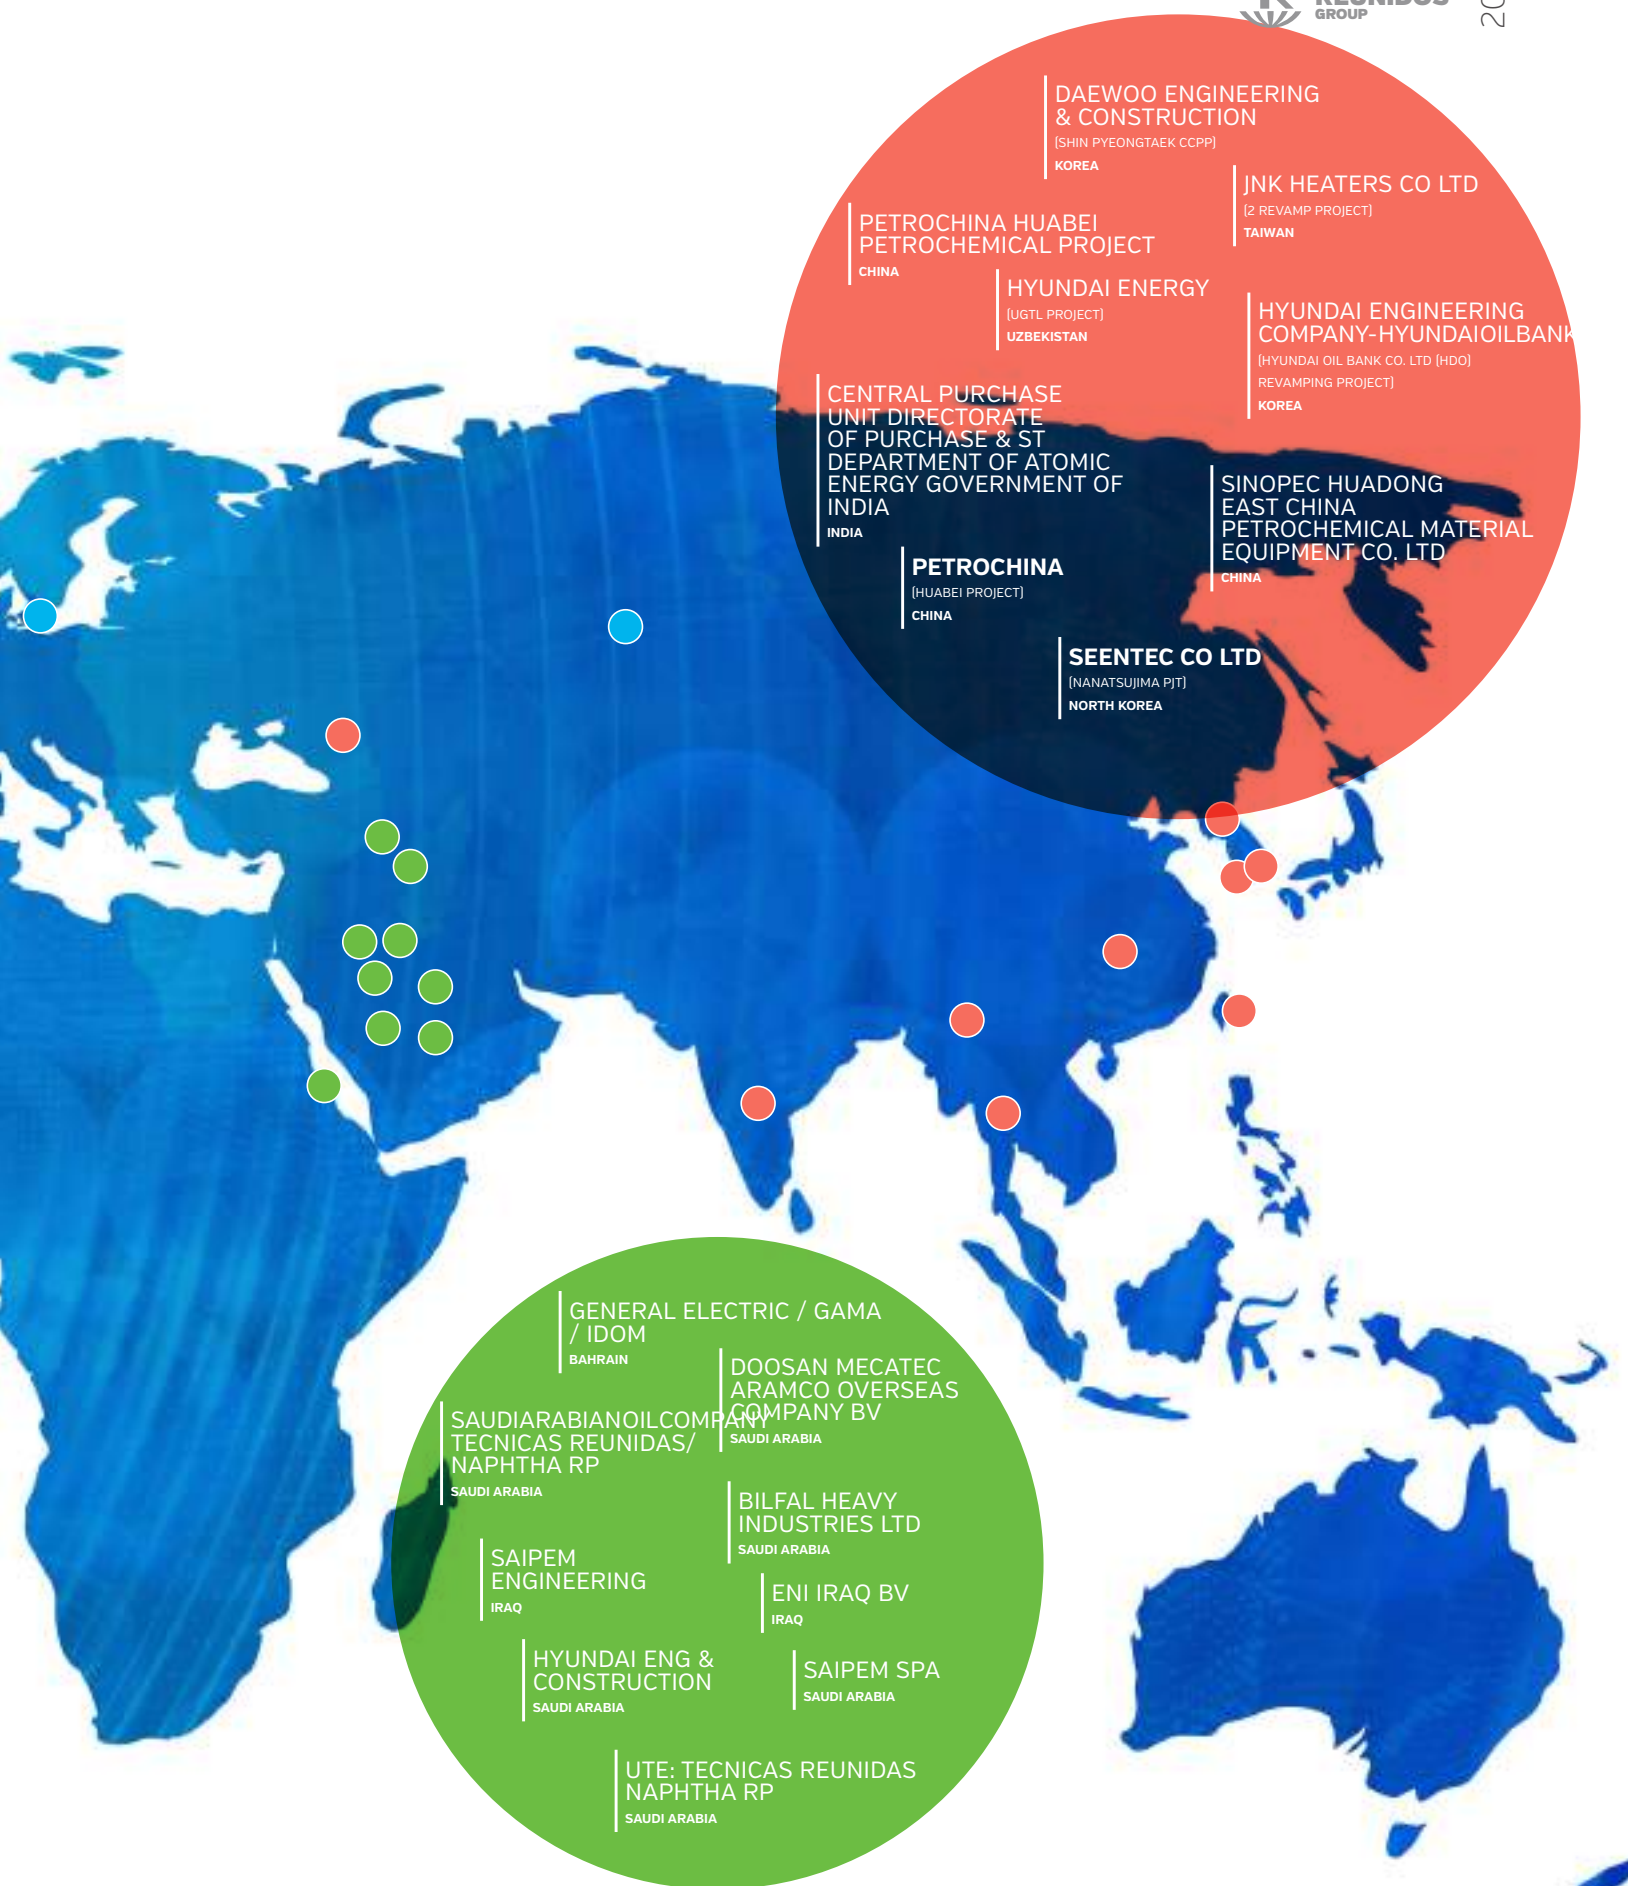 GROUP
20
DAEWOO ENGINEERING
& CONSTRUCTION
(SHIN PYEONGTAEK CCPP)
KOREA
JNK HEATERS CO LTD
(2 REVAMP PROJECT)
TAIWAN
PETROCHINA HUABEI
PETROCHEMICAL PROJECT
CHINA
HYUNDAI ENERGY
(UGTL PROJECT)
UZBEKISTAN
HYUNDAI ENGINEERING
COMPANY-HYUNDAIOILBANK
(HYUNDAI OIL BANK CO. LTD (HDO)
REVAMPING PROJECT)
KOREA
CENTRAL PURCHASE
UNIT DIRECTORATE
OF PURCHASE & ST
DEPARTMENT OF ATOMIC
ENERGY GOVERNMENT OF
INDIA
INDIA
SINOPEC HUADONG
EAST CHINA
PETROCHEMICAL MATERIAL
EQUIPMENT CO. LTD
CHINA
PETROCHINA
(HUABEI PROJECT)
CHINA
SEENTEC CO LTD
(NANATSUJIMA PJT)
NORTH KOREA
GENERAL ELECTRIC / GAMA
/ IDOM
BAHRAIN
DOOSAN MECATEC
ARAMCO OVERSEAS
COMPANY BV
SAUDI ARABIA
SAUDIARABIANOILCOMPANY
TECNICAS REUNIDAS/
NAPHTHA RP
SAUDI ARABIA
BILFAL HEAVY
INDUSTRIES LTD
SAUDI ARABIA
SAIPEM
ENGINEERING
IRAQ
ENI IRAQ BV
IRAQ
HYUNDAI ENG &
CONSTRUCTION
SAUDI ARABIA
SAIPEM SPA
SAUDI ARABIA
UTE: TECNICAS REUNIDAS
NAPHTHA RP
SAUDI ARABIA